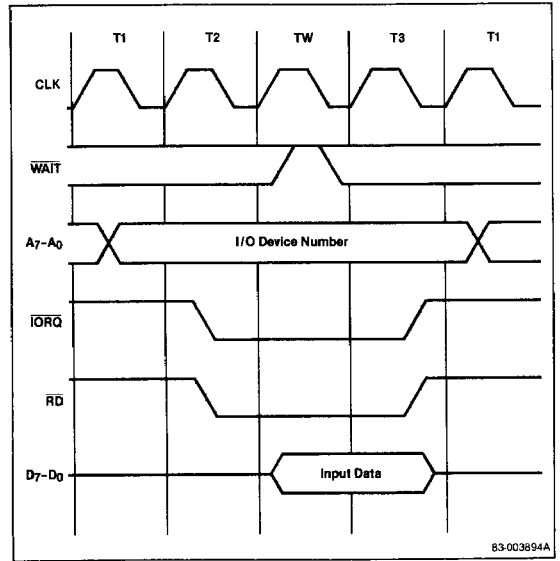 T1 T2 TW T3 T1
CLK
WAIT
A7-A0
I/O Device Number
IORQ
RD
D7-D0
Input Data
83-003894A